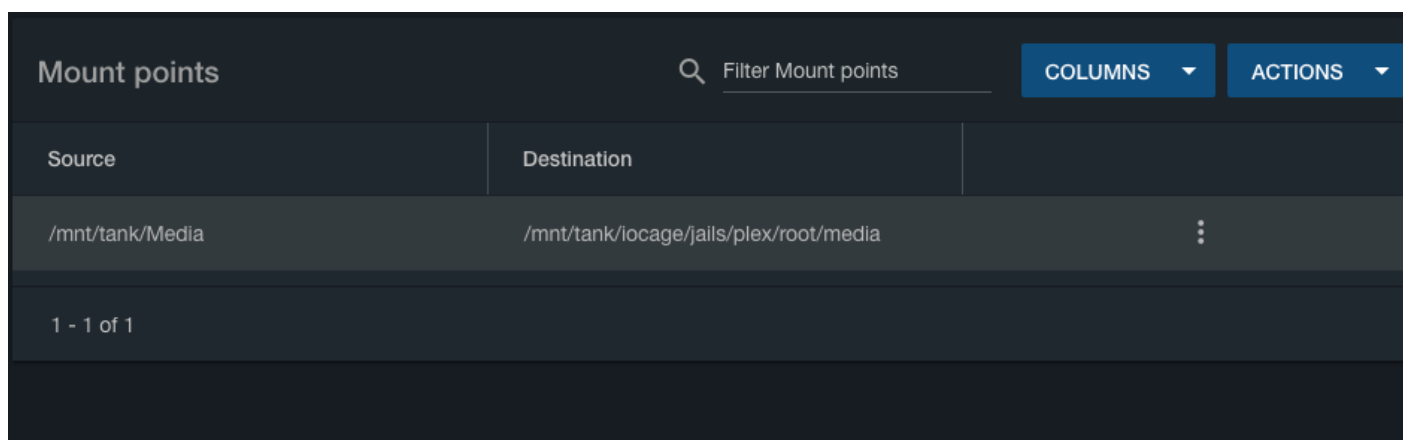 Mount points
Filter Mount points
COLUMNS
ACTIONS
Source
Destination
/mnt/tank/Media
/mnt/tank/iocage/jails/plex/root/media
1 - 1 of 1